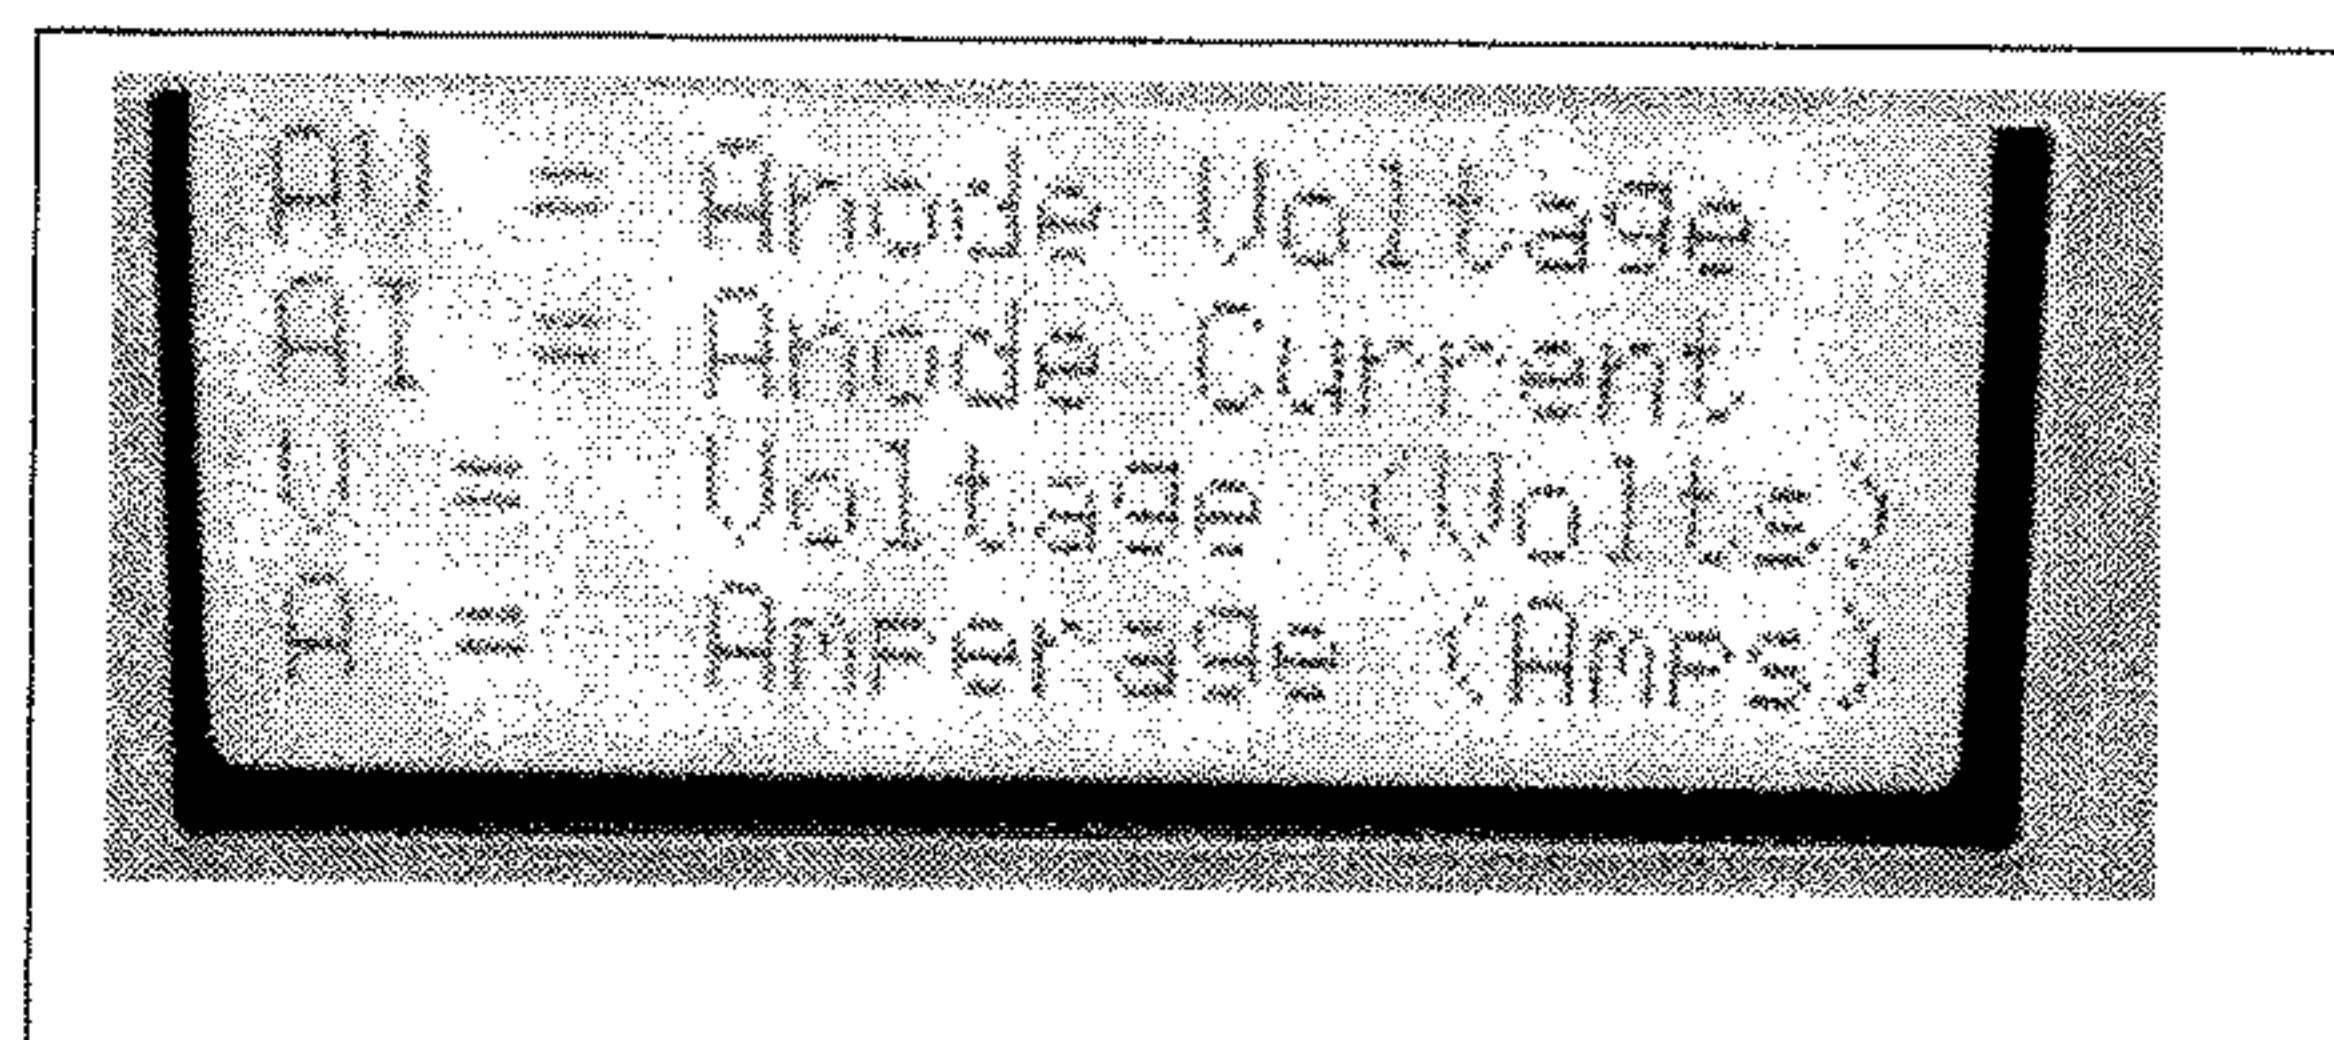 AV = Anode Voltage
AI = Anode Current
V = Voltage (Volts)
A = Amperage (Amps)